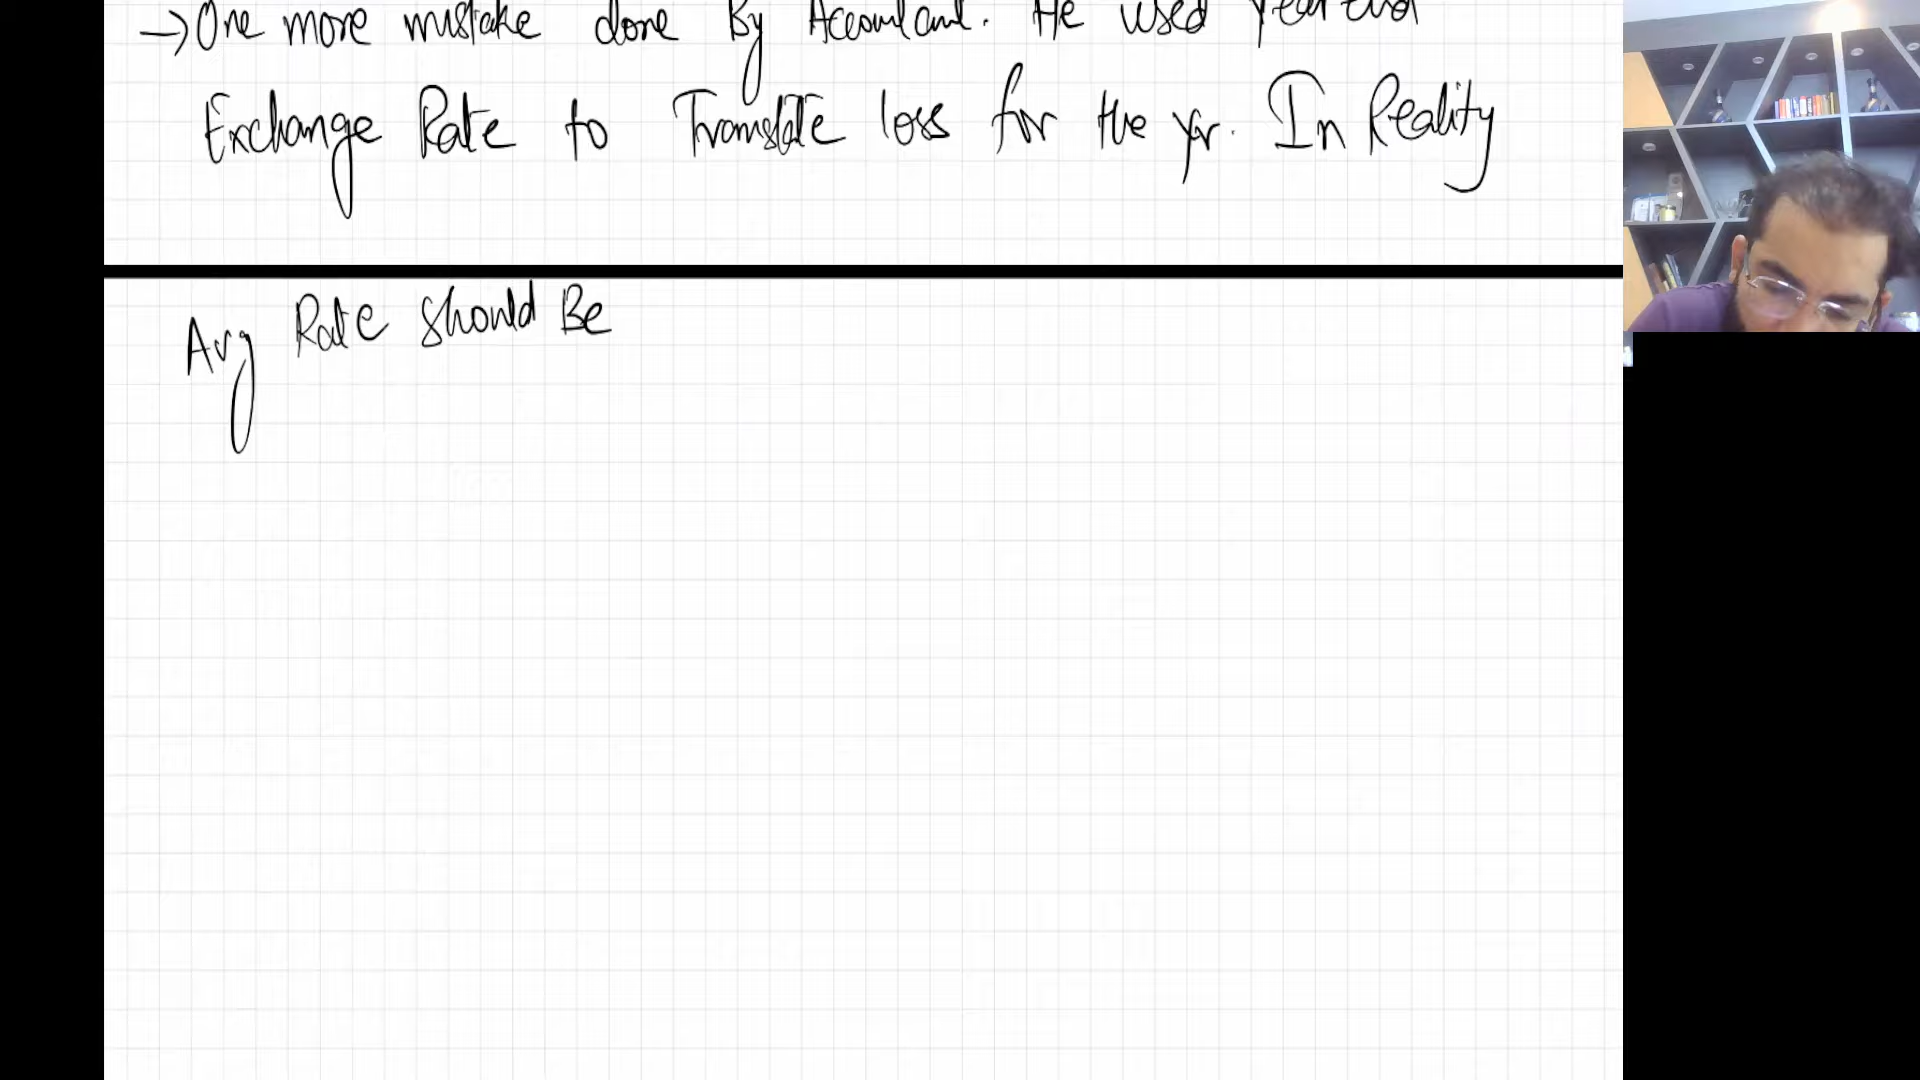 → One more mistake done By Accountant. He used Year end
Exchange Rate to Translate loss for the yr. In Reality
Avg Rate should Be